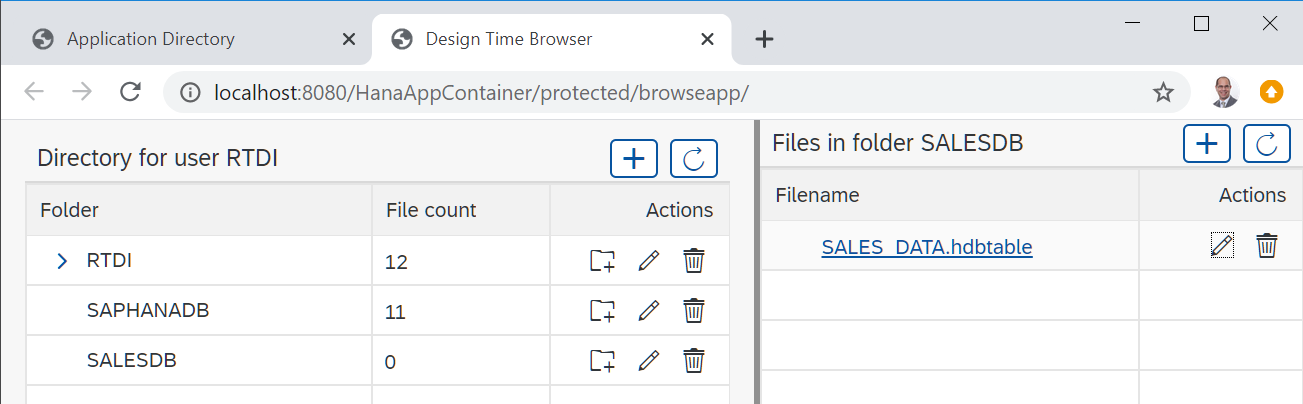 Application Directory
Design Time Browser
localhost:8080/HanaAppContainer/protected/browseapp/
Directory for user RTDI
Folder File count Actions
RTDI 12
SAPHANADB 11
SALESDB 0
Files in folder SALESDB
Filename Actions
SALES_DATA.hdbtable